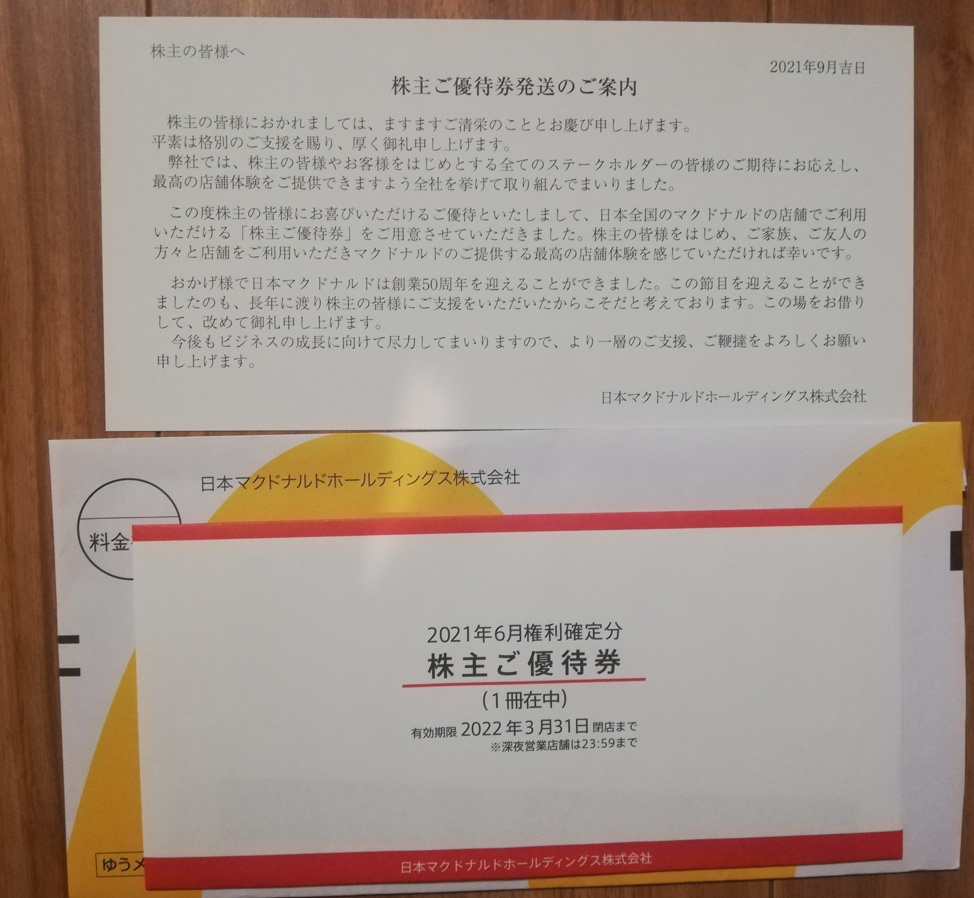 株主の皆様へ
2021年9月吉日
株主ご優待券発送のご案内
株主の皆様におかれましては、ますますご清栄のこととお慶び申し上げます。
平素は格別のご支援を賜り、厚く御礼申し上げます。
弊社では、株主の皆様やお客様をはじめとする全てのステークホルダーの皆様のご期待にお応えし、
最高の店舗体験をご提供できますよう全社を挙げて取り組んでまいりました。
この度株主の皆様にお喜びいただけるご優待といたしまして、日本全国のマクドナルドの店舗でご利用
いただける「株主ご優待券」をご用意させていただきました。株主の皆様をはじめ、ご家族、ご友人の
方々と店舗をご利用いただきマクドナルドのご提供する最高の店舗体験を感じていただければ幸いです。
おかげ様で日本マクドナルドは創業50周年を迎えることができました。この節目を迎えることができ
ましたのも、長年に渡り株主の皆様にご支援をいただいたからこそだと考えております。この場をお借り
して、改めて御礼申し上げます。
今後もビジネスの成長に向けて尽力してまいりますので、より一層のご支援、ご鞭撻をよろしくお願い
申し上げます。
日本マクドナルドホールディングス株式会社
日本マクドナルドホールディングス株式会社
料金
2021年6月権利確定分
株主ご優待券
(1冊在中)
有効期限 2022年3月31日 閉店まで
※深夜営業店舗は23:59まで
ゆうメ
日本マクドナルドホールディングス株式会社